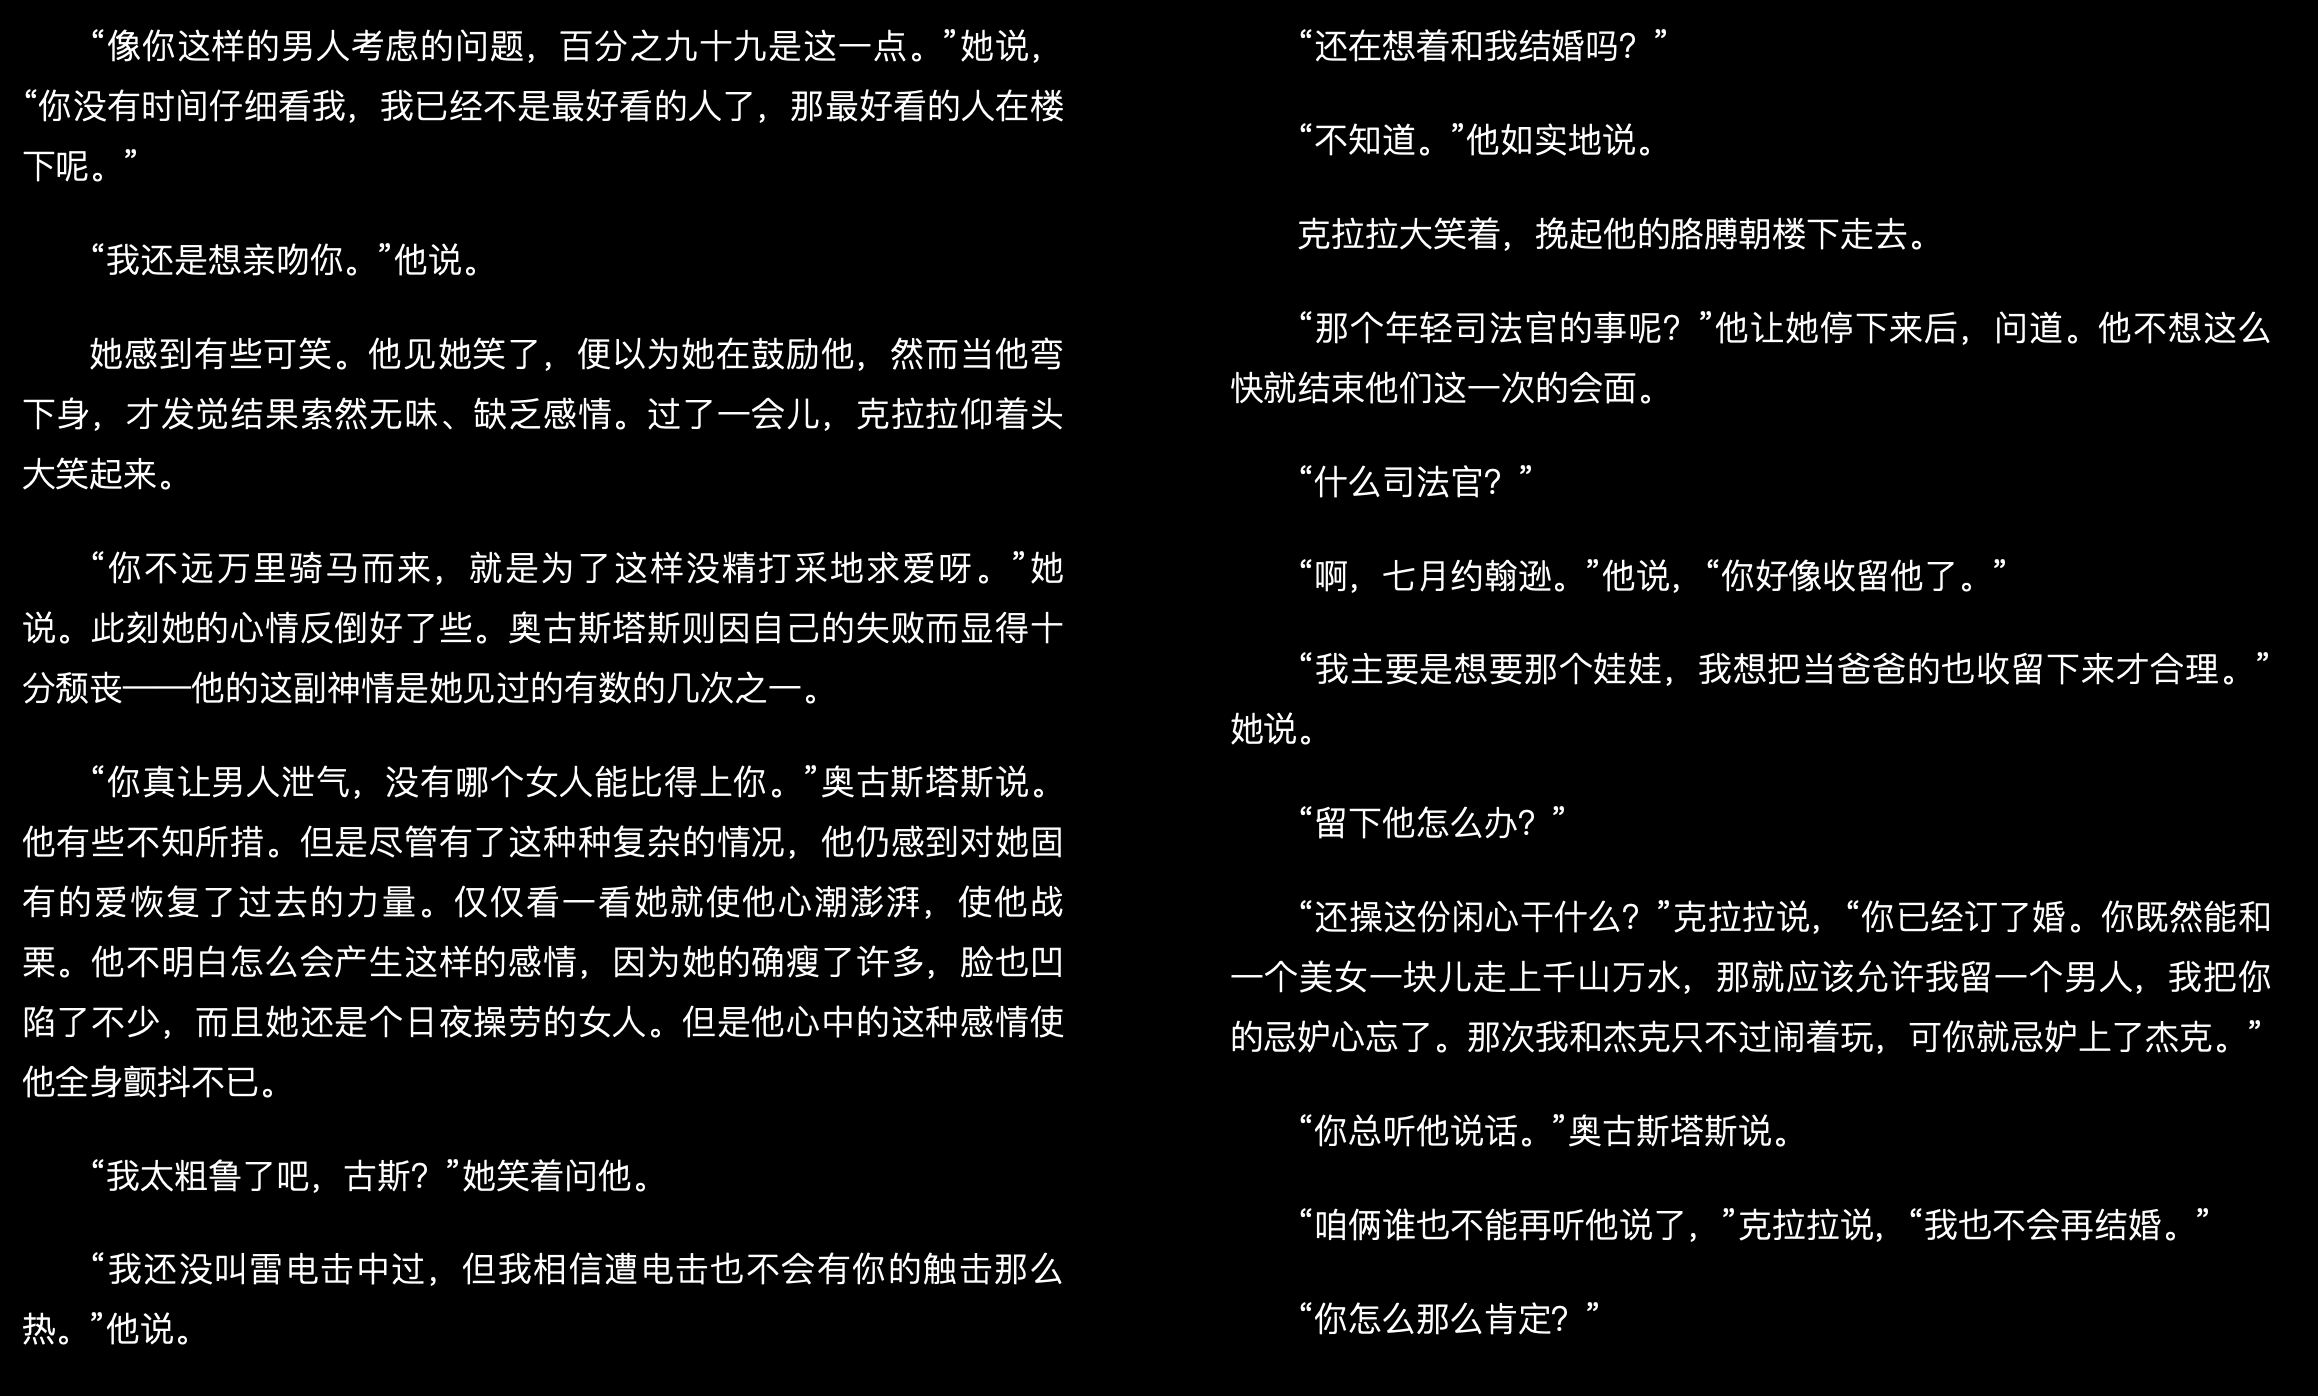 “像你这样的男人考虑的问题，百分之九十九是这一点。”她说，
“你没有时间仔细看我，我已经不是最好看的人了，那最好看的人在楼
下呢。”
“我还是想亲吻你。”他说。
她感到有些可笑。他见她笑了，便以为她在鼓励他，然而当他弯
下身，才发觉结果索然无味、缺乏感情。过了一会儿，克拉拉仰着头
大笑起来。
“你不远万里骑马而来，就是为了这样没精打采地求爱呀。”她
说。此刻她的心情反倒好了些。奥古斯塔斯则因自己的失败而显得十
分颓丧——他的这副神情是她见过的有数的几次之一。
“你真让男人泄气，没有哪个女人能比得上你。”奥古斯塔斯说。
他有些不知所措。但是尽管有了这种种复杂的情况，他仍感到对她固
有的爱恢复了过去的力量。仅仅看一看她就使他心潮澎湃，使他战
栗。他不明白怎么会产生这样的感情，因为她的确瘦了许多，脸也凹
陷了不少，而且她还是个日夜操劳的女人。但是他心中的这种感情使
他全身颤抖不已。
“我太粗鲁了吧，古斯？”她笑着问他。
“我还没叫雷电击中过，但我相信遭电击也不会有你的触击那么
热。”他说。
“还在想着和我结婚吗？”
“不知道。”他如实地说。
克拉拉大笑着，挽起他的胳膊朝楼下走去。
“那个年轻司法官的事呢？”他让她停下来后，问道。他不想这么
快就结束他们这一次的会面。
“什么司法官？”
“啊，七月约翰逊。”他说，“你好像收留他了。”
“我主要是想要那个娃娃，我想把当爸爸的也收留下来才合理。”
她说。
“留下他怎么办？”
“还操这份闲心干什么？”克拉拉说，“你已经订了婚。你既然能和
一个美女一块儿走上千山万水，那就应该允许我留一个男人，我把你
的忌妒心忘了。那次我和杰克只不过闹着玩，可你就忌妒上了杰克。”
“你总听他说话。”奥古斯塔斯说。
“咱俩谁也不能再听他说了，”克拉拉说，“我也不会再结婚。”
“你怎么那么肯定？”